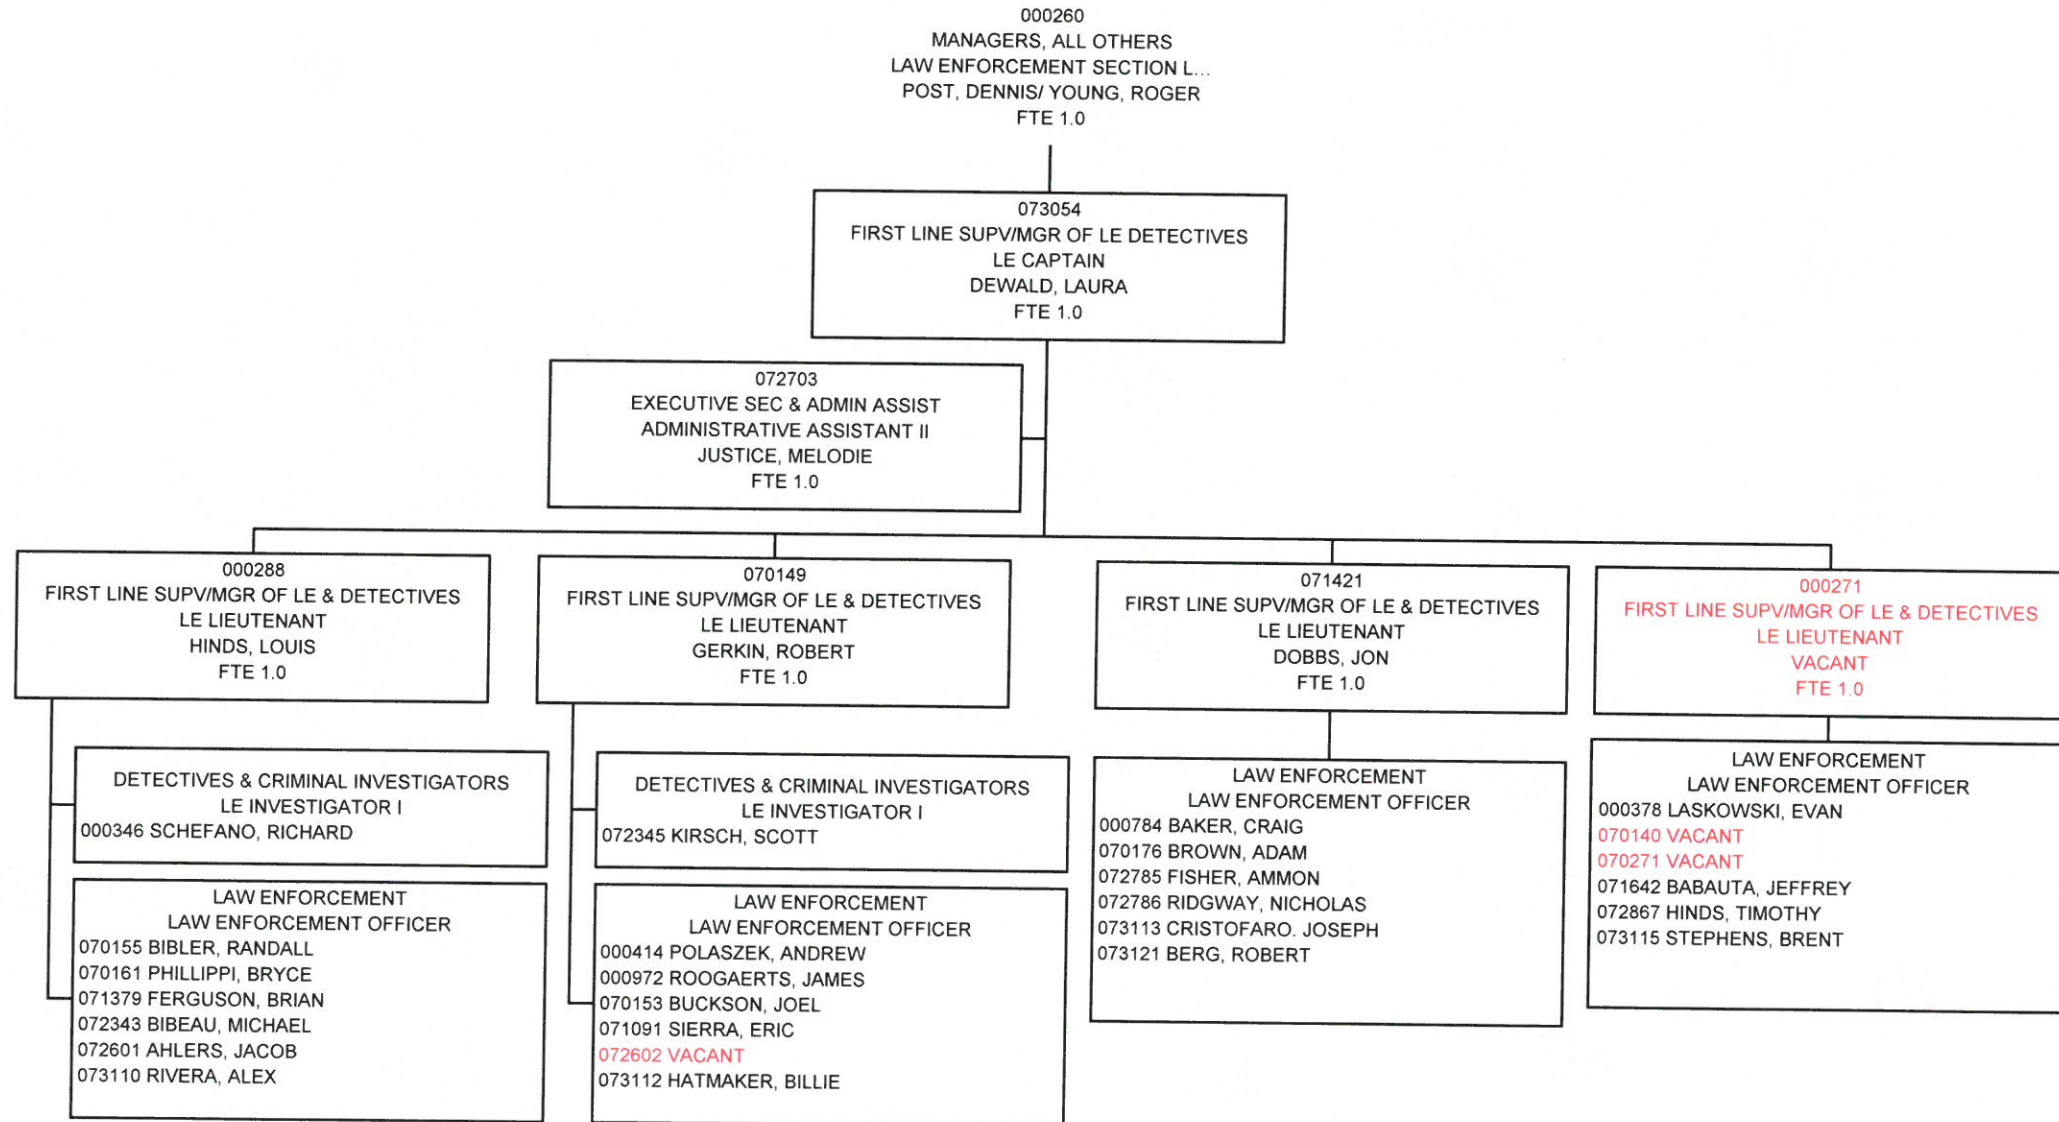 000260
MANAGERS, ALL OTHERS
LAW ENFORCEMENT SECTION L...
POST, DENNIS/ YOUNG, ROGER
FTE 1.0
073054
FIRST LINE SUPV/MGR OF LE DETECTIVES
LE CAPTAIN
DEWALD, LAURA
FTE 1.0
072703
EXECUTIVE SEC & ADMIN ASSIST
ADMINISTRATIVE ASSISTANT II
JUSTICE, MELODIE
FTE 1.0
000288
FIRST LINE SUPV/MGR OF LE & DETECTIVES
LE LIEUTENANT
HINDS, LOUIS
FTE 1.0
DETECTIVES & CRIMINAL INVESTIGATORS
LE INVESTIGATOR I
000346 SCHEFANO, RICHARD
LAW ENFORCEMENT
LAW ENFORCEMENT OFFICER
070155 BIBLER, RANDALL
070161 PHILLIPPI, BRYCE
071379 FERGUSON, BRIAN
072343 BIBEAU, MICHAEL
072601 AHLERS, JACOB
073110 RIVERA, ALEX
070149
FIRST LINE SUPV/MGR OF LE & DETECTIVES
LE LIEUTENANT
GERKIN, ROBERT
FTE 1.0
DETECTIVES & CRIMINAL INVESTIGATORS
LE INVESTIGATOR I
072345 KIRSCH, SCOTT
LAW ENFORCEMENT
LAW ENFORCEMENT OFFICER
000414 POLASZEK, ANDREW
000972 ROOGAERTS, JAMES
070153 BUCKSON, JOEL
071091 SIERRA, ERIC
072602 VACANT
073112 HATMAKER, BILLIE
071421
FIRST LINE SUPV/MGR OF LE & DETECTIVES
LE LIEUTENANT
DOBBS, JON
FTE 1.0
LAW ENFORCEMENT
LAW ENFORCEMENT OFFICER
000784 BAKER, CRAIG
070176 BROWN, ADAM
072785 FISHER, AMMON
072786 RIDGWAY, NICHOLAS
073113 CRISTOFARO. JOSEPH
073121 BERG, ROBERT
000271
FIRST LINE SUPV/MGR OF LE & DETECTIVES
LE LIEUTENANT
VACANT
FTE 1.0
LAW ENFORCEMENT
LAW ENFORCEMENT OFFICER
000378 LASKOWSKI, EVAN
070140 VACANT
070271 VACANT
071642 BABAUTA, JEFFREY
072867 HINDS, TIMOTHY
073115 STEPHENS, BRENT